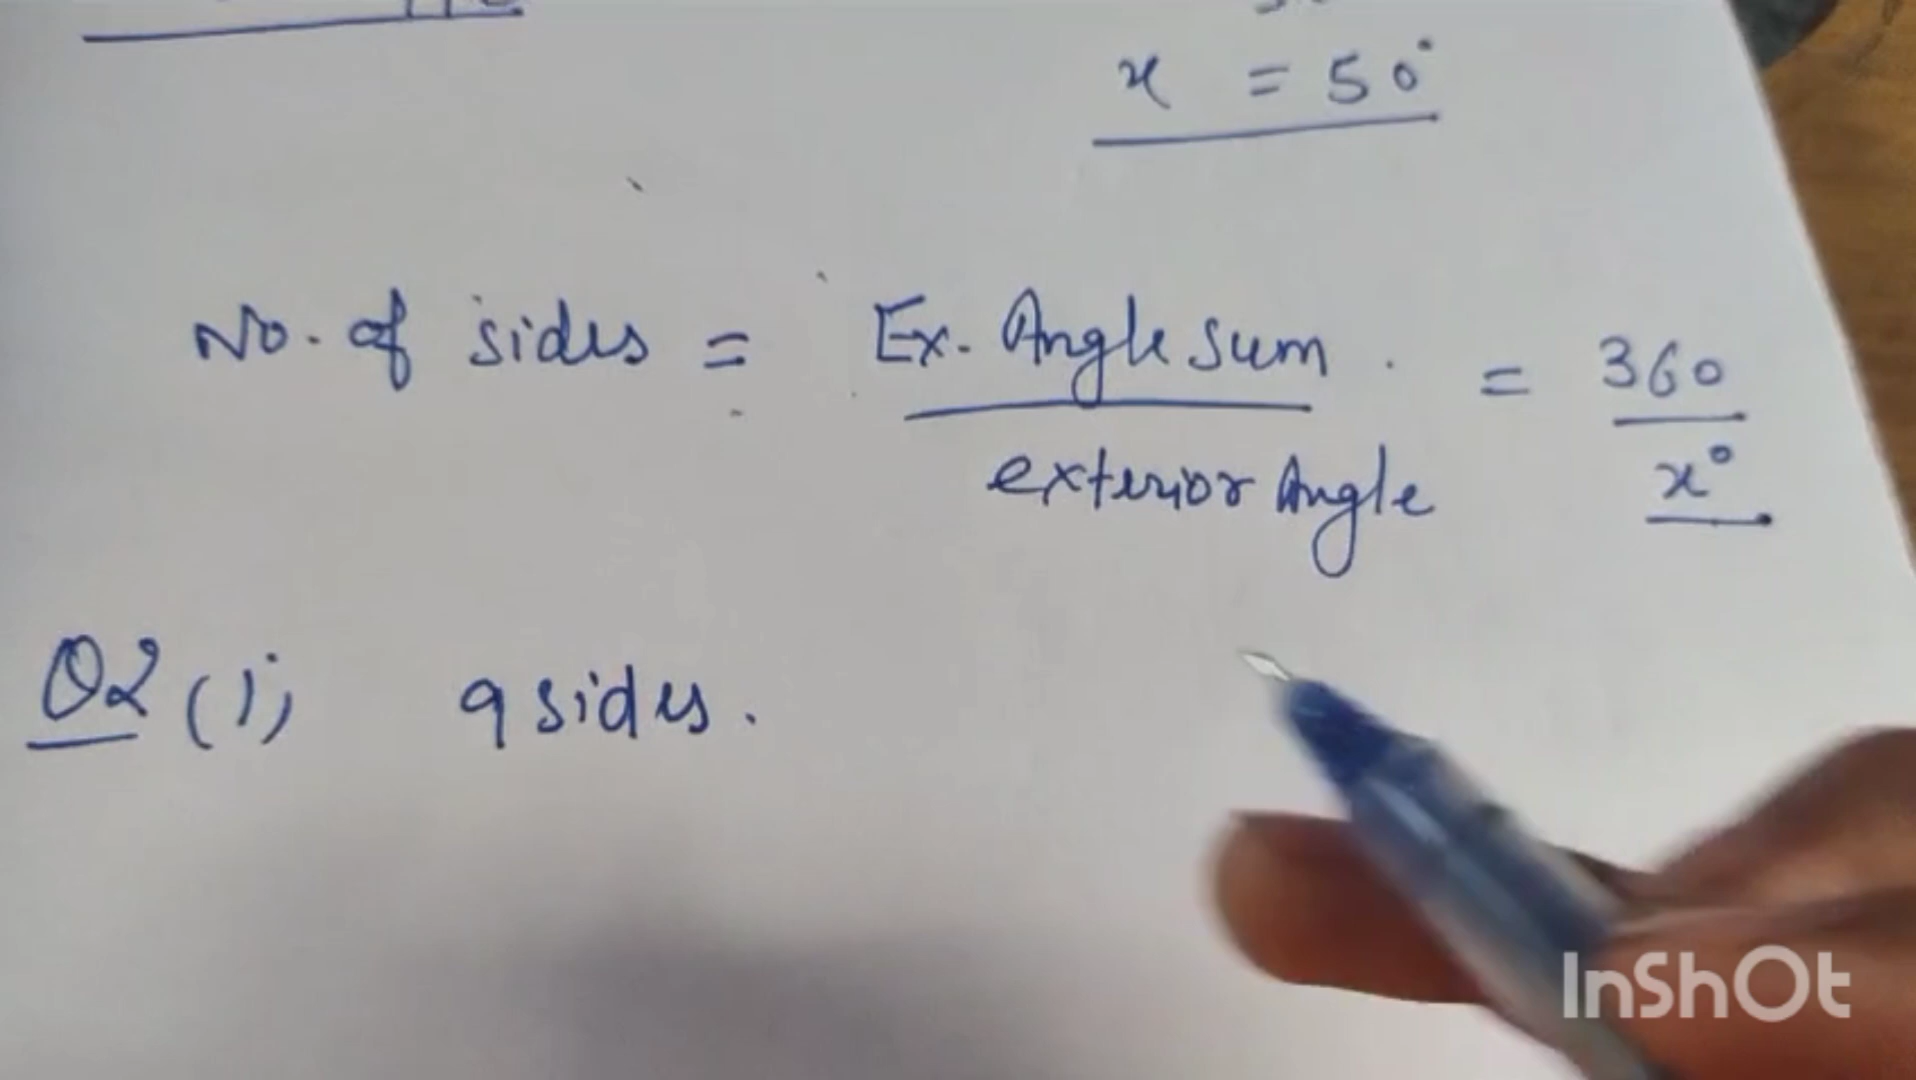 x = 50°
No. of sides = Ex. Angle sum / exterior Angle = 360 / x°
Q2 (i) 9 sides.
InShOt